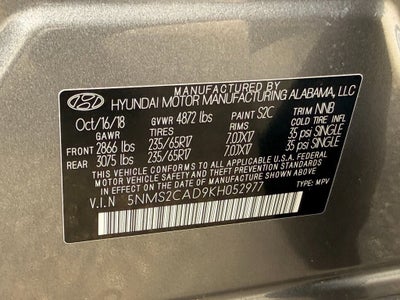 MANUFACTURED BY
HYUNDAI MOTOR MANUFACTURING ALABAMA, LLC
Oct/16/18 GVWR 4872 lbs PAINT S2C TRIM NNB
GAWR TIRES RIMS COLD TIRE INFL
FRONT 2866 lbs 235/65R17 7.0JX17 35 psi SINGLE
REAR 3075 lbs 235/65R17 7.0JX17 35 psi SINGLE
THIS VEHICLE CONFORMS TO ALL APPLICABLE U.S.A FEDERAL
MOTOR VEHICLE SAFETY, BUMPER, AND THEFT PREVENTION
STANDARDS IN EFFECT ON THE DATE OF MANUFACTURE SHOWN ABOVE.
V.I.N 5NMS2CAD9KH052977 TYPE: MPV